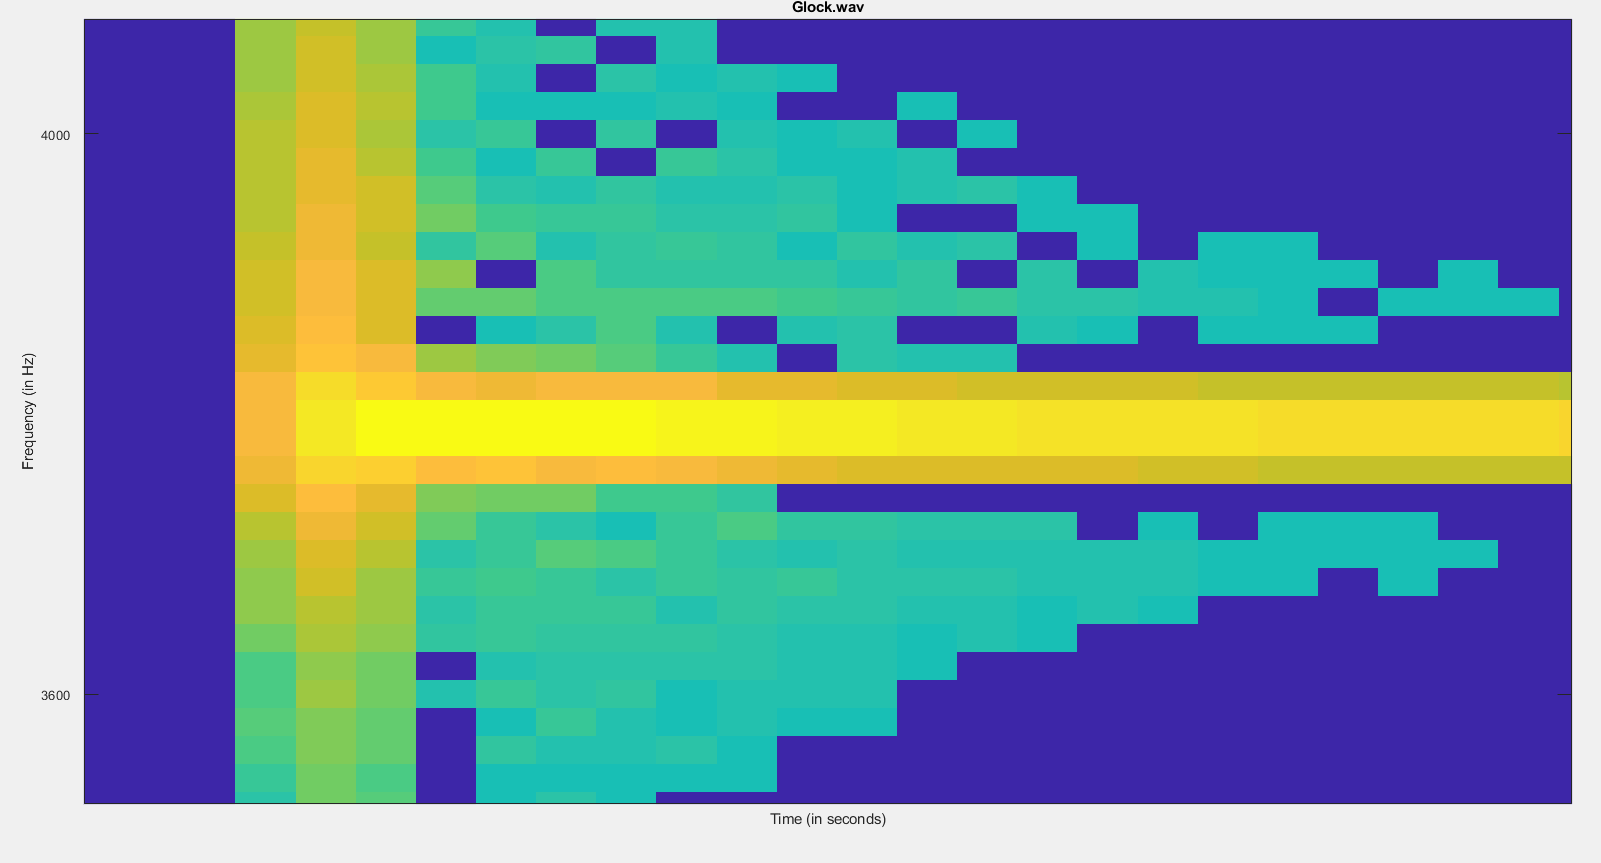 Glock.wav
4000
Frequency (in Hz)
3600
Time (in seconds)